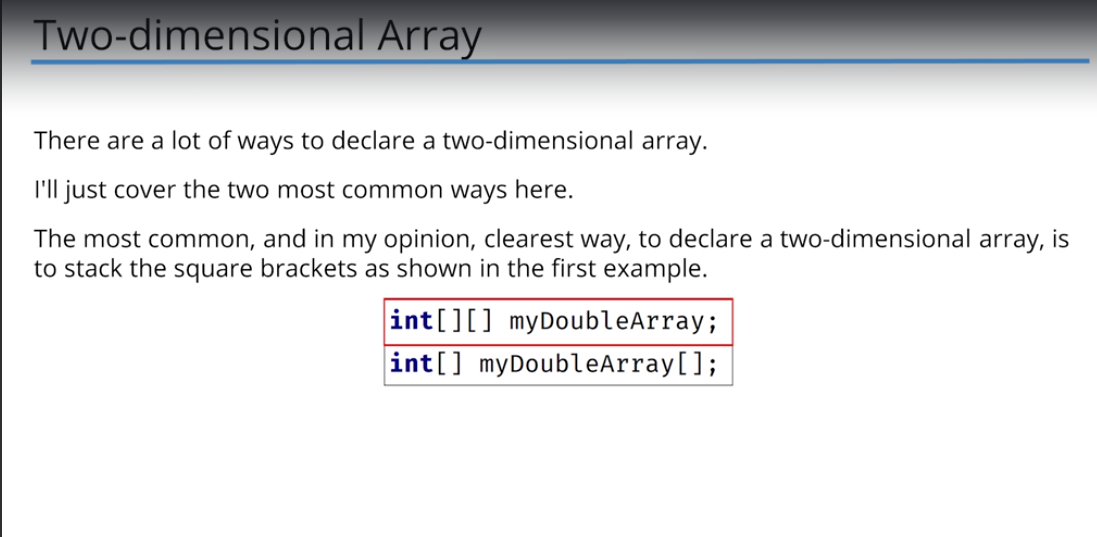 Two-dimensional Array
There are a lot of ways to declare a two-dimensional array.
I'll just cover the two most common ways here.
The most common, and in my opinion, clearest way, to declare a two-dimensional array, is
to stack the square brackets as shown in the first example.
int[][] myDoubleArray;
int[] myDoubleArray[];